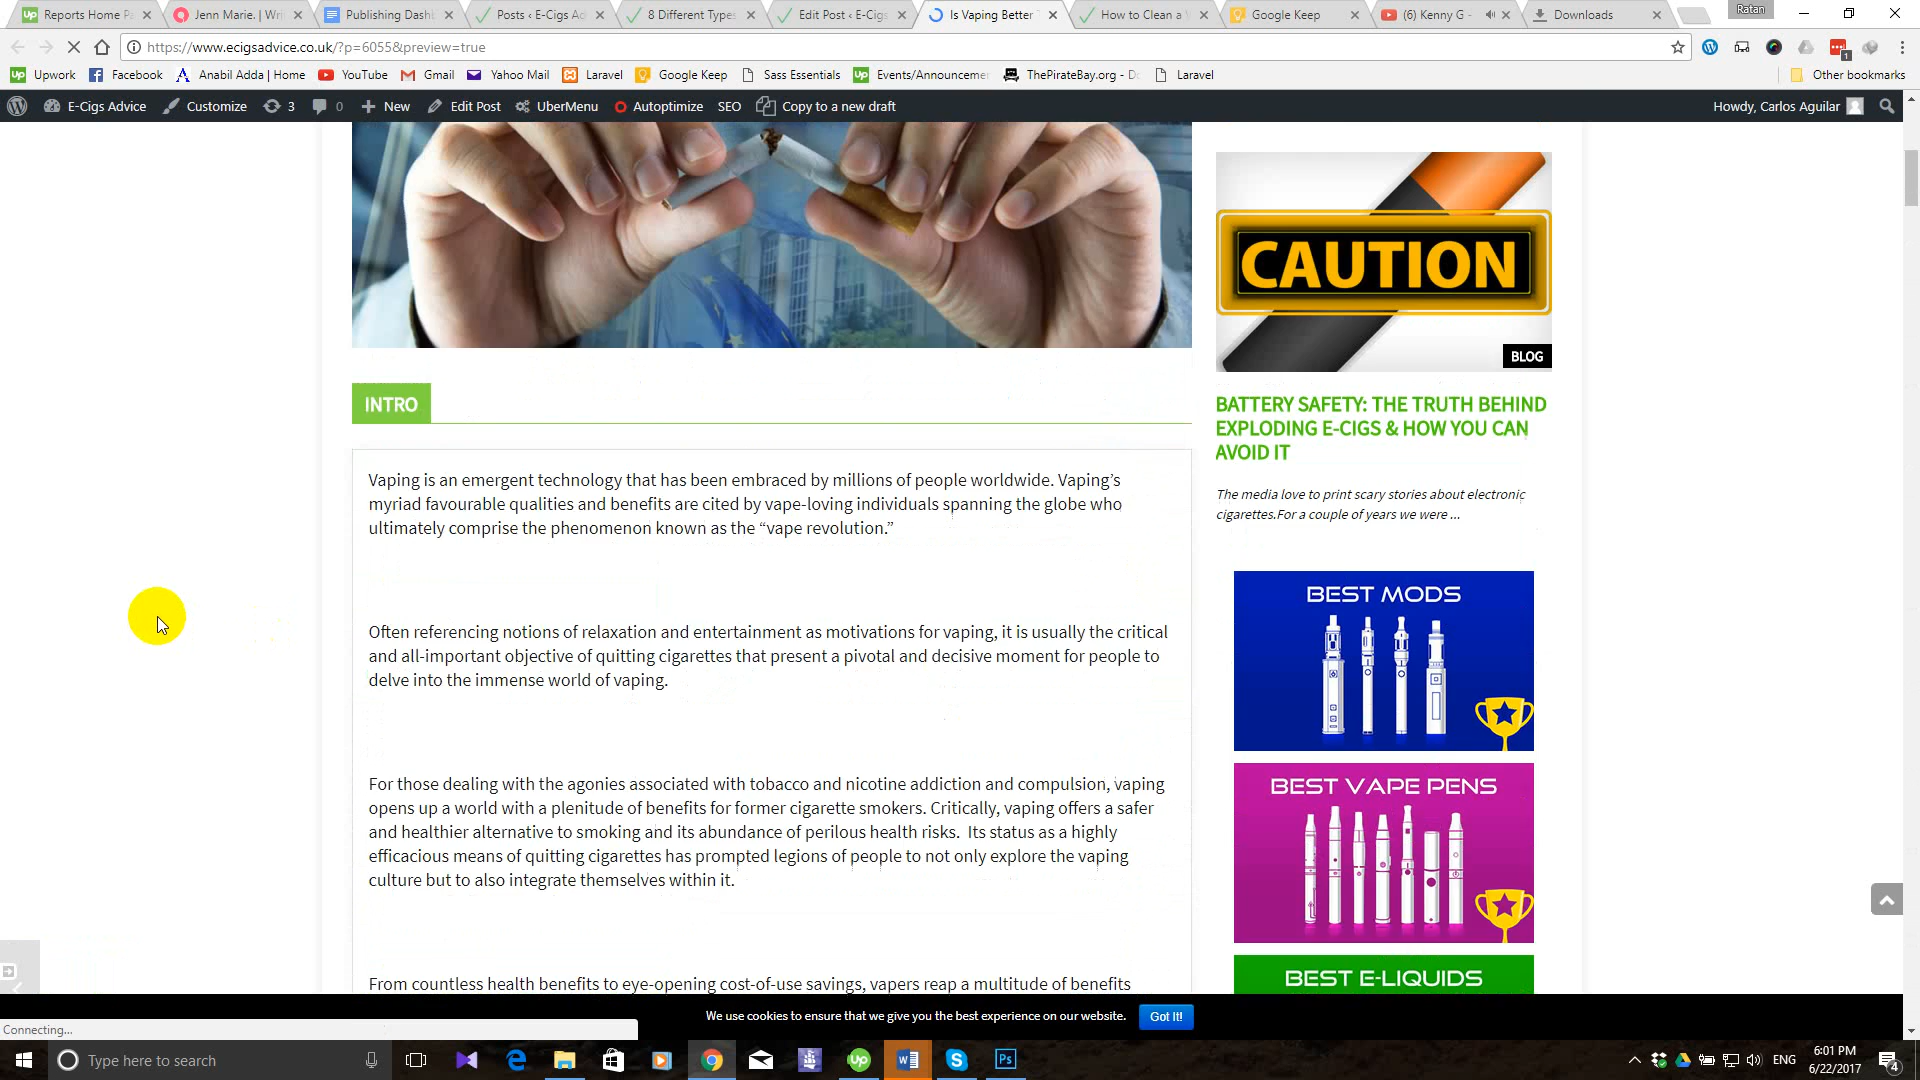 Reports Home Pa
Jenn Marie. | Wri
Publishing Dashb
Posts ‹ E-Cigs Ad
8 Different Types
Edit Post ‹ E-Cigs
Is Vaping Better T
How to Clean a V
Google Keep
(6) Kenny G -
Downloads
Ratan
https://www.ecigsadvice.co.uk/?p=6055&preview=true
Upwork
Facebook
Anabil Adda | Home
YouTube
Gmail
Yahoo Mail
Laravel
Google Keep
Sass Essentials
Events/Announcemen
ThePirateBay.org - Do
Laravel
Other bookmarks
E-Cigs Advice
Customize
3
0
New
Edit Post
UberMenu
Autoptimize
SEO
Copy to a new draft
Howdy, Carlos Aguilar
INTRO
Vaping is an emergent technology that has been embraced by millions of people worldwide. Vaping’s
myriad favourable qualities and benefits are cited by vape-loving individuals spanning the globe who
ultimately comprise the phenomenon known as the “vape revolution.”
Often referencing notions of relaxation and entertainment as motivations for vaping, it is usually the critical
and all-important objective of quitting cigarettes that present a pivotal and decisive moment for people to
delve into the immense world of vaping.
For those dealing with the agonies associated with tobacco and nicotine addiction and compulsion, vaping
opens up a world with a plenitude of benefits for former cigarette smokers. Critically, vaping offers a safer
and healthier alternative to smoking and its abundance of perilous health risks.  Its status as a highly
efficacious means of quitting cigarettes has prompted legions of people to not only explore the vaping
culture but to also integrate themselves within it.
From countless health benefits to eye-opening cost-of-use savings, vapers reap a multitude of benefits
CAUTION
BLOG
BATTERY SAFETY: THE TRUTH BEHIND
EXPLODING E-CIGS & HOW YOU CAN
AVOID IT
The media love to print scary stories about electronic
cigarettes.For a couple of years we were ...
BEST MODS
BEST VAPE PENS
BEST E-LIQUIDS
We use cookies to ensure that we give you the best experience on our website.
Got It!
Connecting...
Type here to search
ENG
6:01 PM
6/22/2017
4